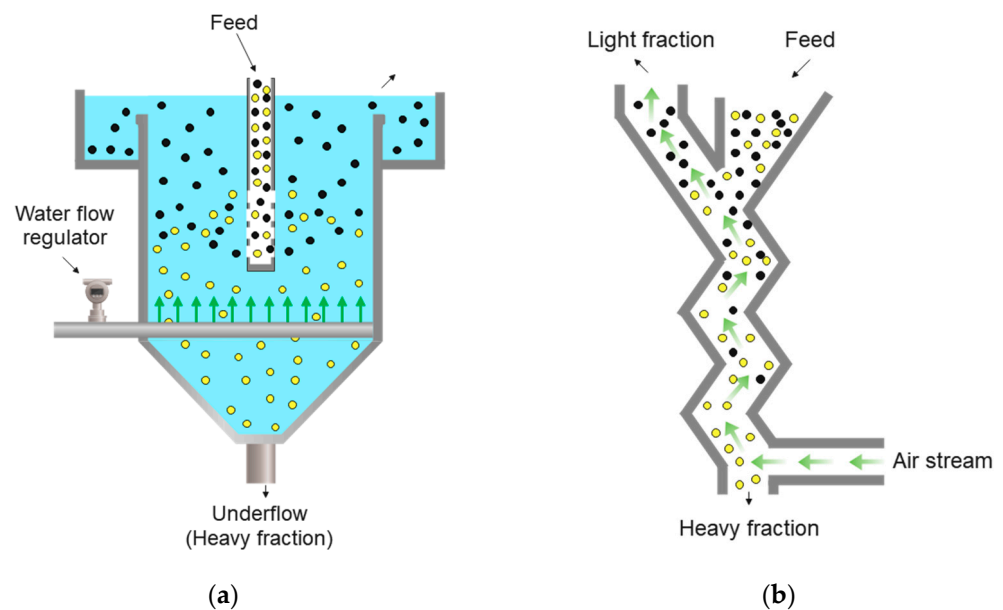 Feed
Water flow
regulator
Underflow
(Heavy fraction)
(a)
Light fraction
Feed
Air stream
Heavy fraction
(b)